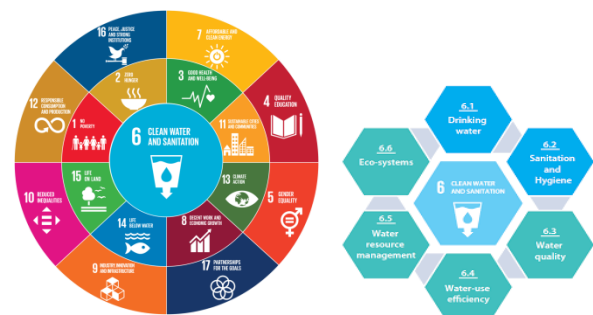 16 PEACE, JUSTICE
AND STRONG
INSTITUTIONS
7 AFFORDABLE AND
CLEAN ENERGY
2 ZERO
HUNGER
3 GOOD HEALTH
AND WELL-BEING
12 RESPONSIBLE
CONSUMPTION
AND PRODUCTION
4 QUALITY
EDUCATION
1 NO
POVERTY
11 SUSTAINABLE CITIES
AND COMMUNITIES
6 CLEAN WATER
AND SANITATION
15 LIFE
ON LAND
13 CLIMATE
ACTION
10 REDUCED
INEQUALITIES
5 GENDER
EQUALITY
14 LIFE
BELOW WATER
8 DECENT WORK AND
ECONOMIC GROWTH
9 INDUSTRY, INNOVATION
AND INFRASTRUCTURE
17 PARTNERSHIPS
FOR THE GOALS
6.1
Drinking
water
6.6
Eco-systems
6.2
Sanitation
and
Hygiene
6 CLEAN WATER
AND SANITATION
6.5
Water
resource
management
6.3
Water
quality
6.4
Water-use
efficiency